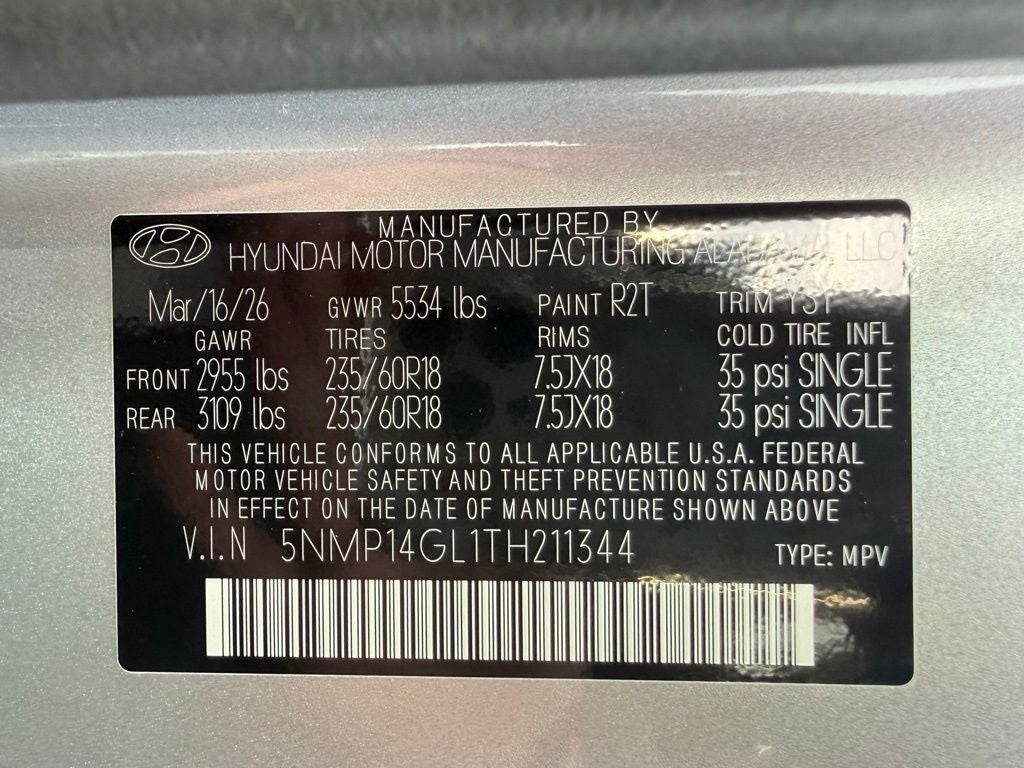 MANUFACTURED BY
HYUNDAI MOTOR MANUFACTURING ALABAMA, LLC
Mar/16/26 GVWR 5534 lbs PAINT R2T TRIM YST
GAWR TIRES RIMS COLD TIRE INFL
FRONT 2955 lbs 235/60R18 7.5JX18 35 psi SINGLE
REAR 3109 lbs 235/60R18 7.5JX18 35 psi SINGLE
THIS VEHICLE CONFORMS TO ALL APPLICABLE U.S.A. FEDERAL
MOTOR VEHICLE SAFETY AND THEFT PREVENTION STANDARDS
IN EFFECT ON THE DATE OF MANUFACTURE SHOWN ABOVE
V.I.N 5NMP14GL1TH211344 TYPE: MPV